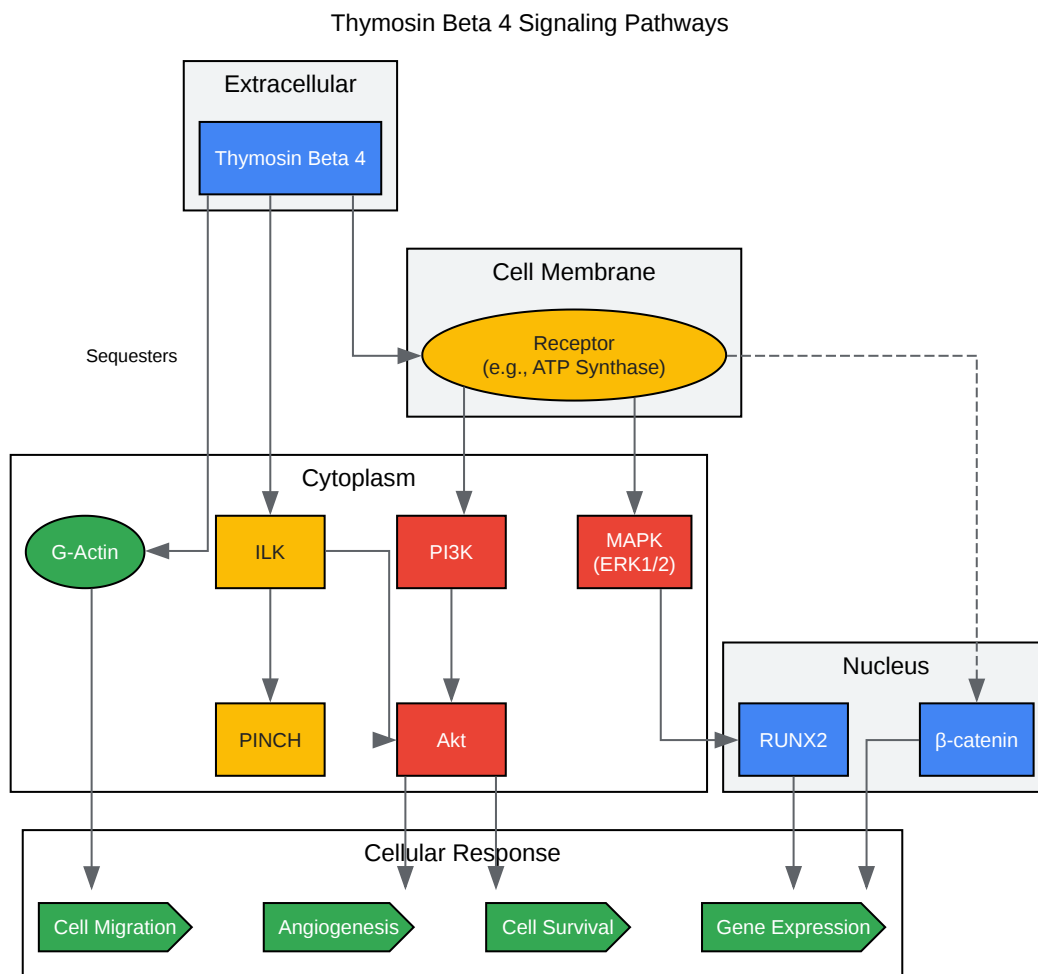 Thymosin Beta 4 Signaling Pathways
Extracellular
Thymosin Beta 4
Cell Membrane
Receptor
(e.g., ATP Synthase)
Sequesters
Cytoplasm
G-Actin
ILK
PI3K
MAPK
(ERK1/2)
Nucleus
PINCH
Akt
RUNX2
β-catenin
Cellular Response
Cell Migration
Angiogenesis
Cell Survival
Gene Expression